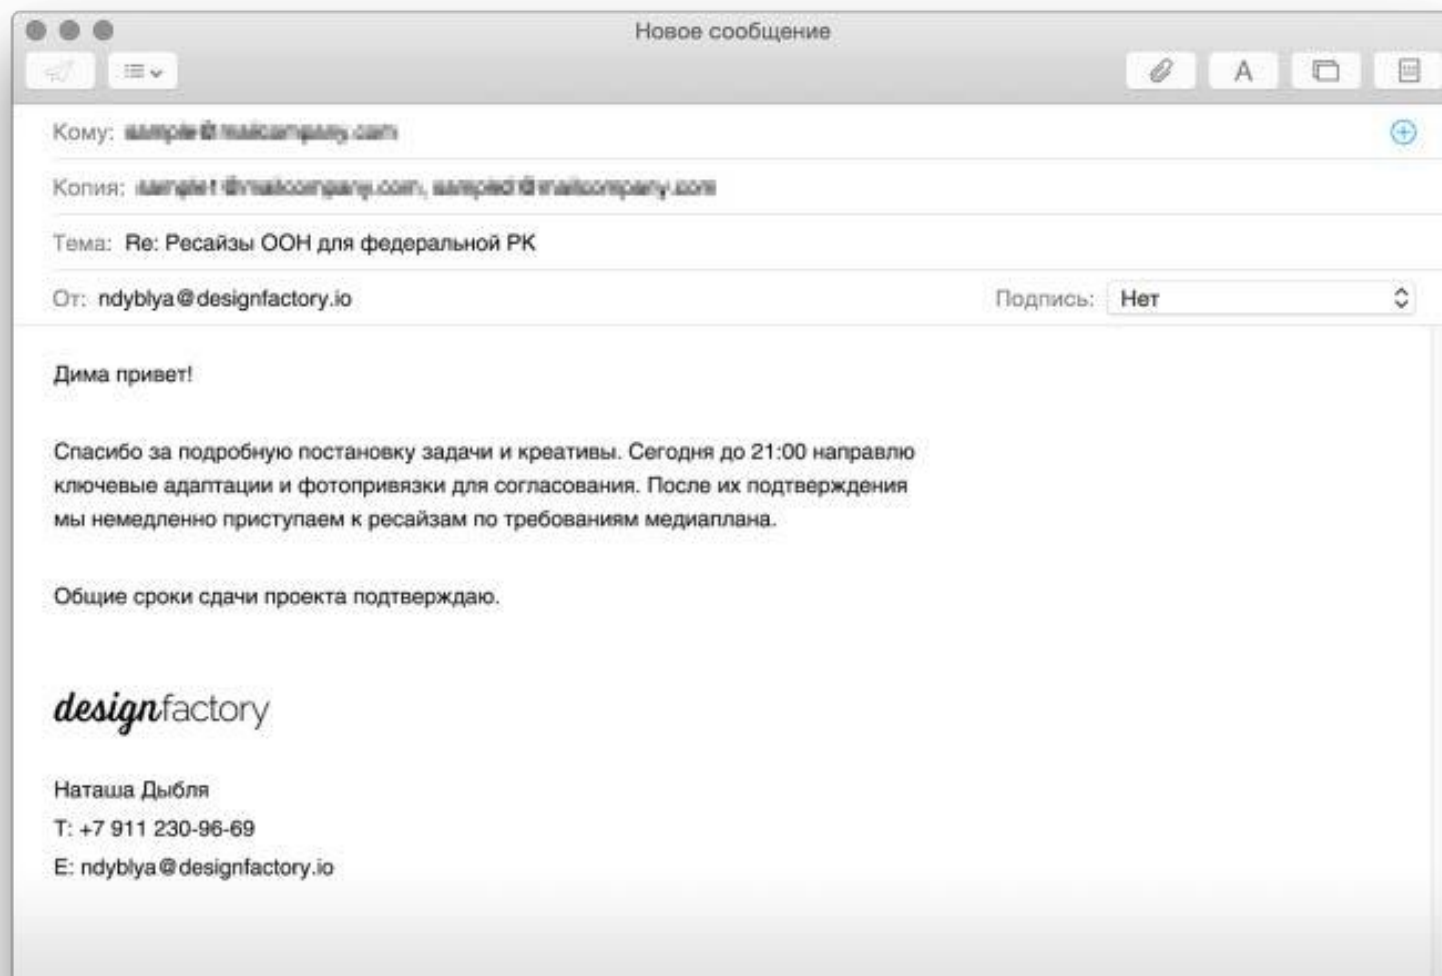 Новое сообщение
A
Кому:
Копия:
Тема: Re: Ресайзы ООН для федеральной РК
От: ndyblya@designfactory.io Подпись: Нет
Дима привет!
Спасибо за подробную постановку задачи и креативы. Сегодня до 21:00 направлю
ключевые адаптации и фотопривязки для согласования. После их подтверждения
мы немедленно приступаем к ресайзам по требованиям медиаплана.
Общие сроки сдачи проекта подтверждаю.
designfactory
Наташа Дыбля
T: +7 911 230-96-69
E: ndyblya@designfactory.io